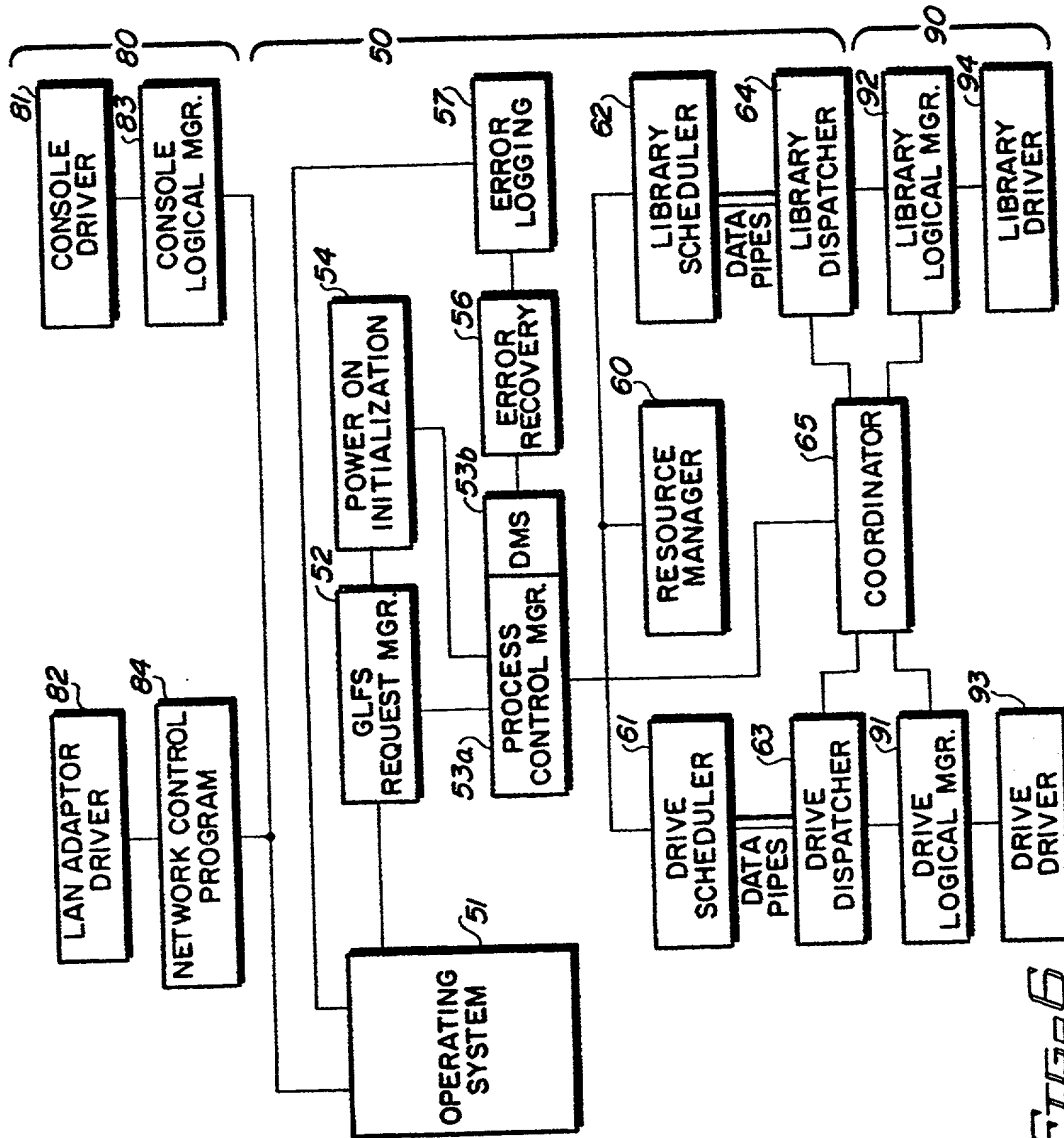 LAN ADAPTOR
DRIVER
82
NETWORK CONTROL
PROGRAM
84
CONSOLE
DRIVER
81
CONSOLE
LOGICAL MGR.
83
80
OPERATING
SYSTEM
51
GLFS
REQUEST MGR.
52
POWER ON
INITIALIZATION
54
53a
PROCESS
CONTROL MGR.
DMS
53b
ERROR
RECOVERY
56
ERROR
LOGGING
57
50
DRIVE
SCHEDULER
61
DATA
PIPES
DRIVE
DISPATCHER
63
DRIVE
LOGICAL MGR.
91
DRIVE
DRIVER
93
RESOURCE
MANAGER
60
COORDINATOR
65
LIBRARY
SCHEDULER
62
DATA
PIPES
LIBRARY
DISPATCHER
64
LIBRARY
LOGICAL MGR.
92
LIBRARY
DRIVER
94
90
FIG-6